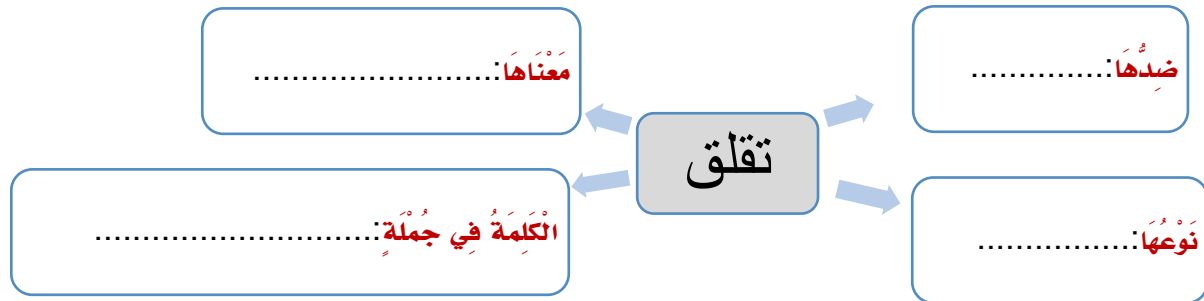 ضِدُّهَا:..............
مَعْنَاهَا:.........................
تقلق
نَوْعُهَا:................
الْكَلِمَةُ فِي جُمْلَةٍ:.............................